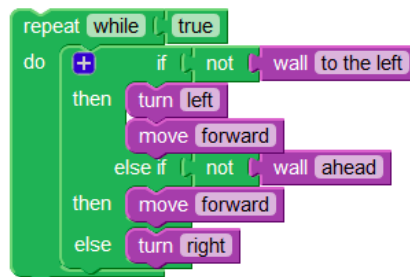 repeat while true
do + if not wall to the left
then turn left
move forward
else if not wall ahead
then move forward
else turn right